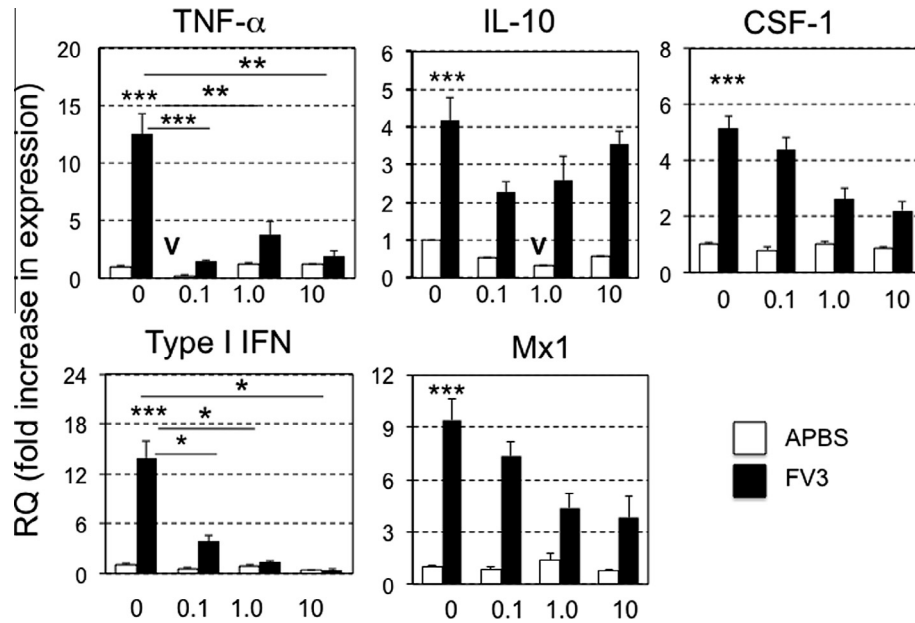 TNF-α
IL-10
CSF-1
RQ (fold increase in expression)
20
15
10
5
0
**
***
**
***
V
0 0.1 1.0 10
6
5
4
3
2
1
0
***
V
0 0.1 1.0 10
8
6
4
2
0
***
0 0.1 1.0 10
Type I IFN
Mx1
24
18
12
6
0
*
***
*
*
0 0.1 1.0 10
12
9
6
3
0
***
0 0.1 1.0 10
APBS
FV3